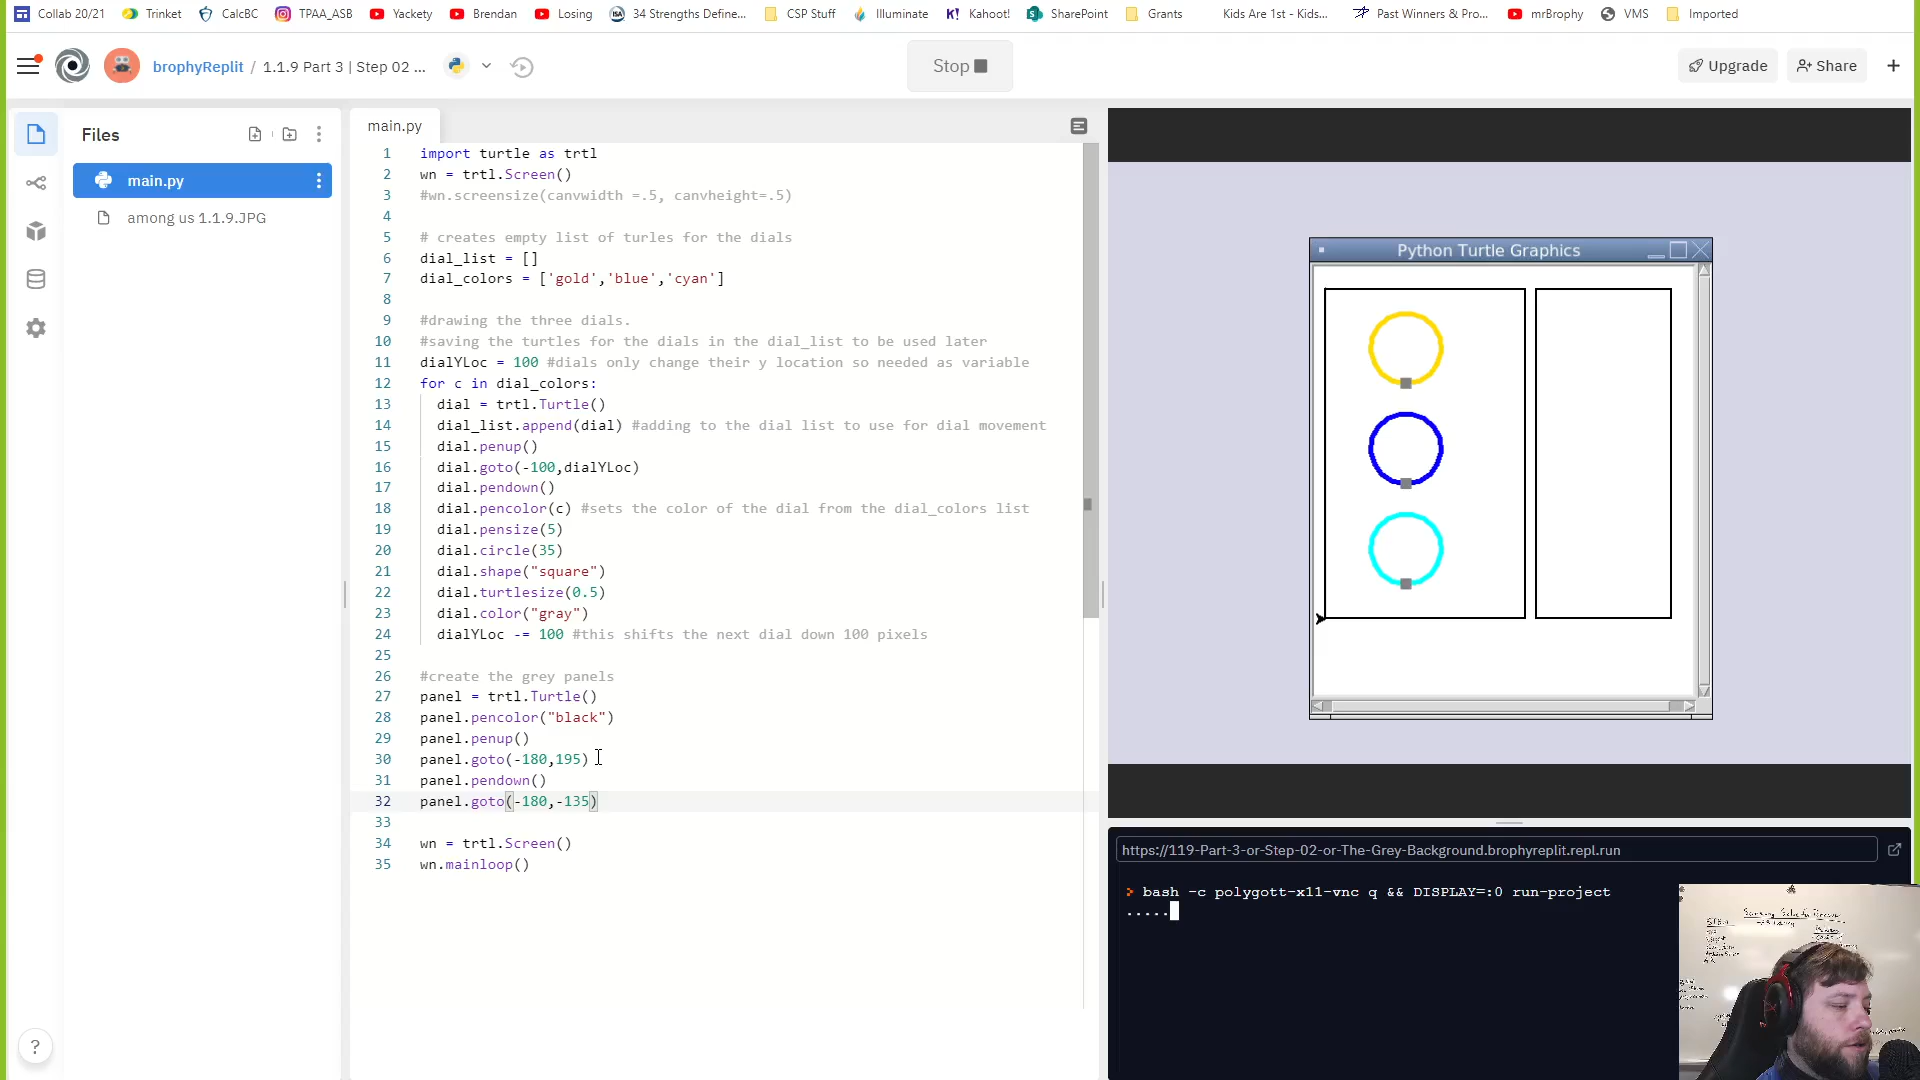 Collab 20/21 Trinket CalcBC TPAA_ASB Yackety Brendan Losing 34 Strengths Define... CSP Stuff Illuminate Kahoot! SharePoint Grants Kids Are 1st - Kids... Past Winners & Pro... mrBrophy VMS Imported
brophyReplit / 1.1.9 Part 3 | Step 02 ... Stop Upgrade Share +
Files
main.py
among us 1.1.9.JPG
?
main.py
1 import turtle as trtl
2 wn = trtl.Screen()
3 #wn.screensize(canvwidth =.5, canvheight=.5)
4
5 # creates empty list of turles for the dials
6 dial_list = []
7 dial_colors = ['gold','blue','cyan']
8
9 #drawing the three dials.
10 #saving the turtles for the dials in the dial_list to be used later
11 dialYLoc = 100 #dials only change their y location so needed as variable
12 for c in dial_colors:
13 dial = trtl.Turtle()
14 dial_list.append(dial) #adding to the dial list to use for dial movement
15 dial.penup()
16 dial.goto(-100,dialYLoc)
17 dial.pendown()
18 dial.pencolor(c) #sets the color of the dial from the dial_colors list
19 dial.pensize(5)
20 dial.circle(35)
21 dial.shape("square")
22 dial.turtlesize(0.5)
23 dial.color("gray")
24 dialYLoc -= 100 #this shifts the next dial down 100 pixels
25
26 #create the grey panels
27 panel = trtl.Turtle()
28 panel.pencolor("black")
29 panel.penup()
30 panel.goto(-180,195)
31 panel.pendown()
32 panel.goto(-180,-135)
33
34 wn = trtl.Screen()
35 wn.mainloop()
Python Turtle Graphics
https://119-Part-3-or-Step-02-or-The-Grey-Background.brophyreplit.repl.run
> bash -c polygott-x11-vnc q && DISPLAY=:0 run-project
.....